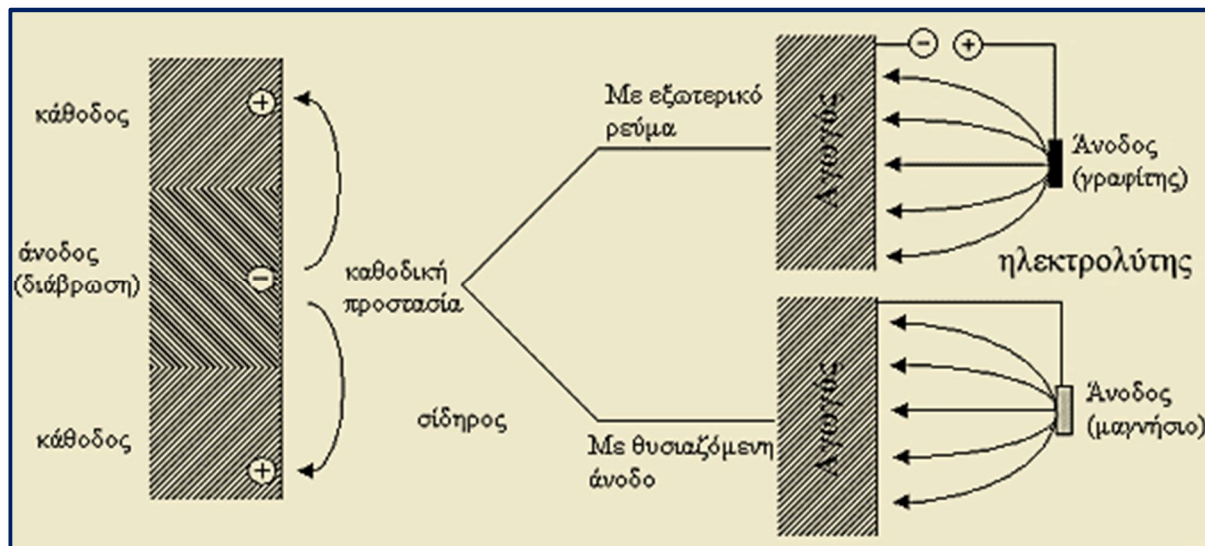 κάθοδος
+
άνοδος
(διάβρωση)
−
κάθοδος
+
καθοδική
προστασία
σίδηρος
Με εξωτερικό
ρεύμα
Αγωγός
− +
Άνοδος
(γραφίτης)
ηλεκτρολύτης
Με θυσιαζόμενη
άνοδο
Αγωγός
Άνοδος
(μαγνήσιο)